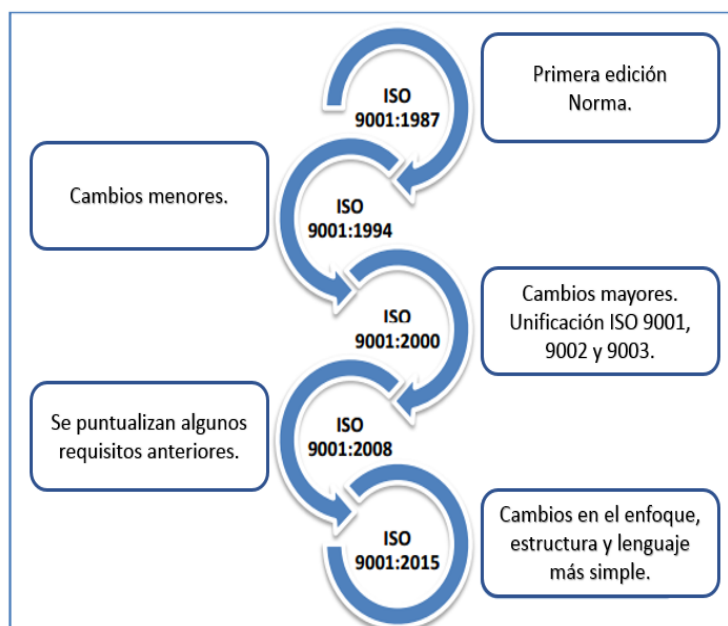 ISO
9001:1987
Primera edición
Norma.
Cambios menores.
ISO
9001:1994
ISO
9001:2000
Cambios mayores.
Unificación ISO 9001,
9002 y 9003.
Se puntualizan algunos
requisitos anteriores.
ISO
9001:2008
ISO
9001:2015
Cambios en el enfoque,
estructura y lenguaje
más simple.